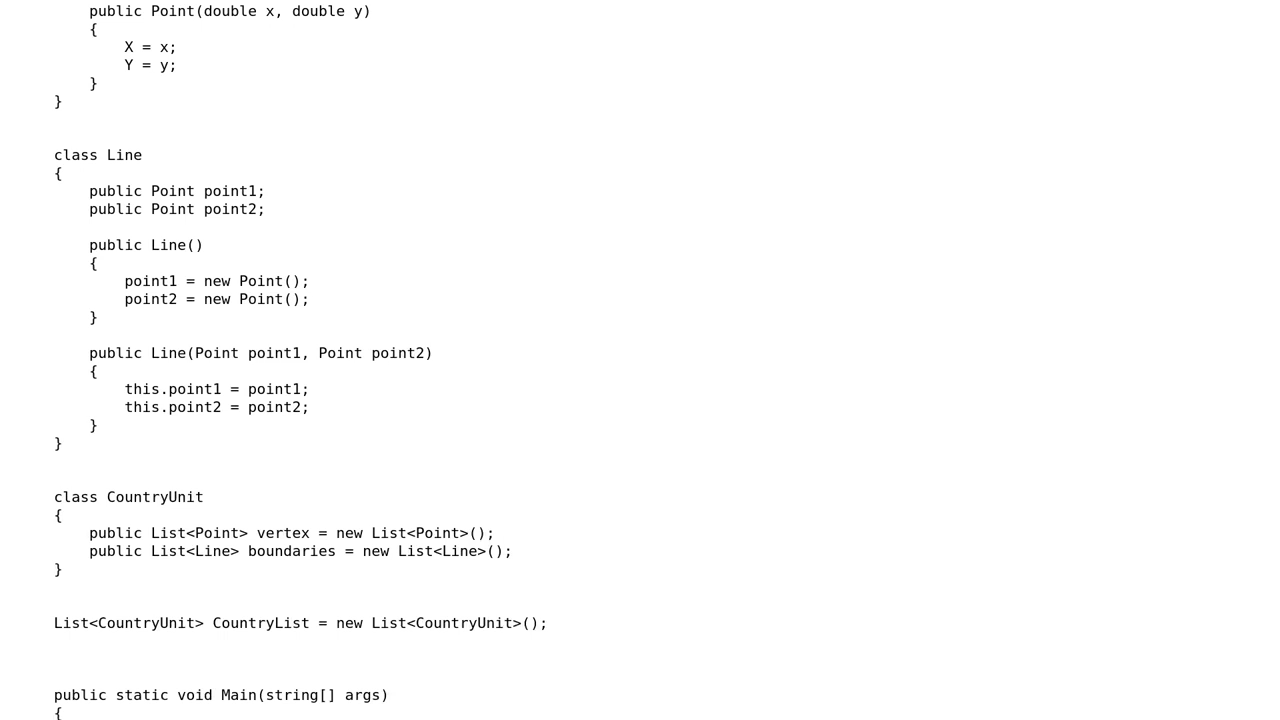 public Point(double x, double y)
{
X = x;
Y = y;
}
}
class Line
{
public Point point1;
public Point point2;
public Line()
{
point1 = new Point();
point2 = new Point();
}
public Line(Point point1, Point point2)
{
this.point1 = point1;
this.point2 = point2;
}
}
class CountryUnit
{
public List<Point> vertex = new List<Point>();
public List<Line> boundaries = new List<Line>();
}
List<CountryUnit> CountryList = new List<CountryUnit>();
public static void Main(string[] args)
{